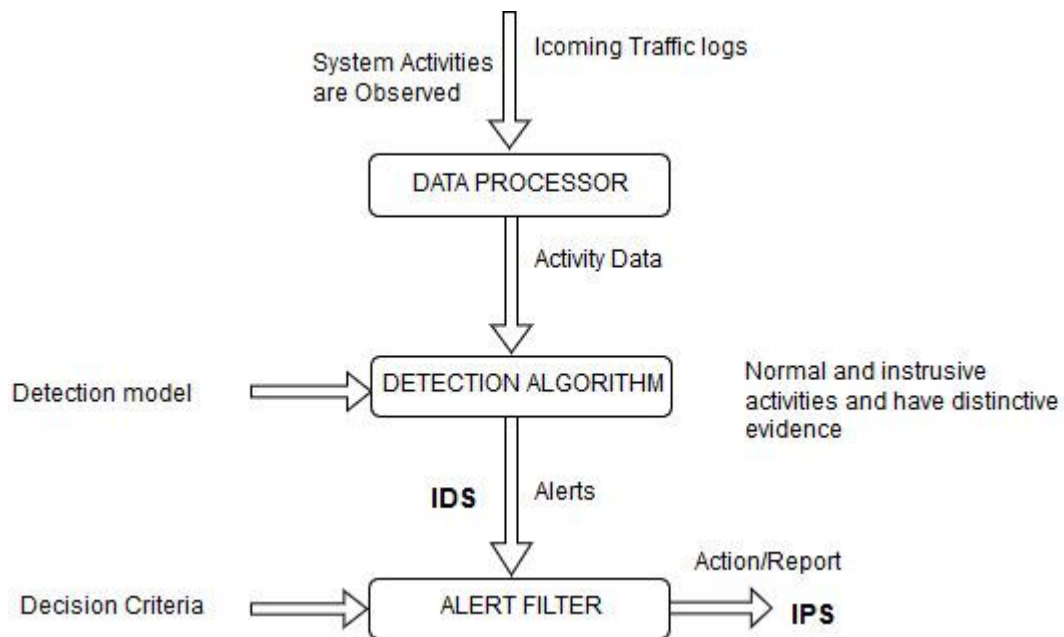 Icoming Traffic logs
System Activities
are Observed
DATA PROCESSOR
Activity Data
Detection model
DETECTION ALGORITHM
Normal and instrusive
activities and have distinctive
evidence
IDS
Alerts
Action/Report
Decision Criteria
ALERT FILTER
IPS